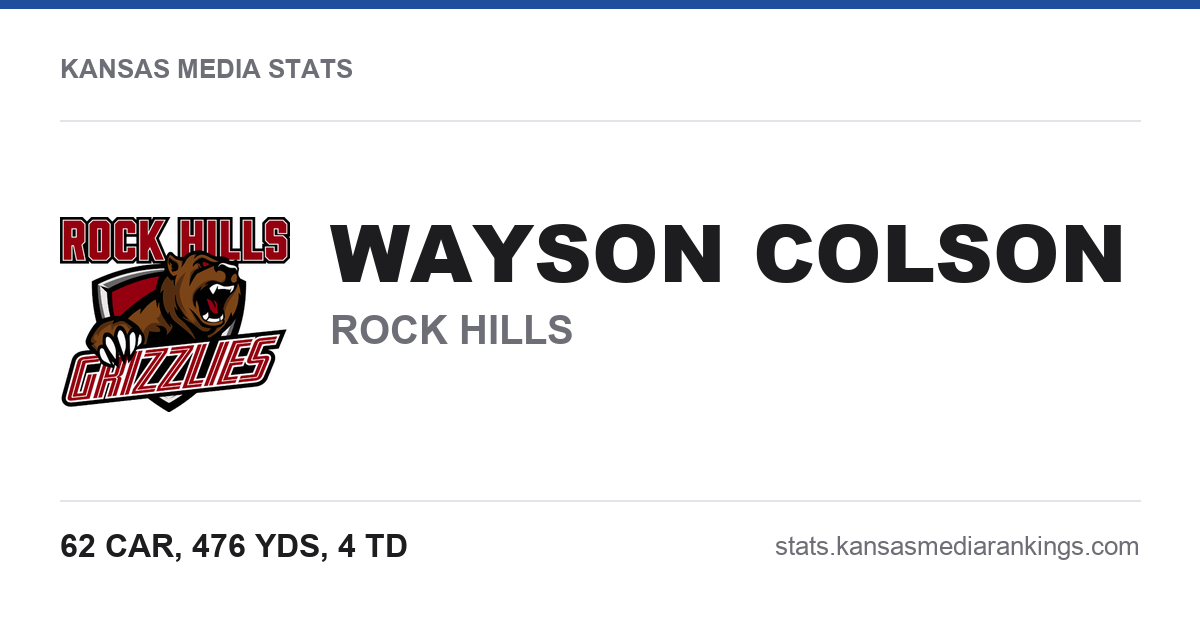 KANSAS MEDIA STATS
ROCK HILLS
GRIZZLIES
WAYSON COLSON
ROCK HILLS
62 CAR, 476 YDS, 4 TD
stats.kansasmediarankings.com